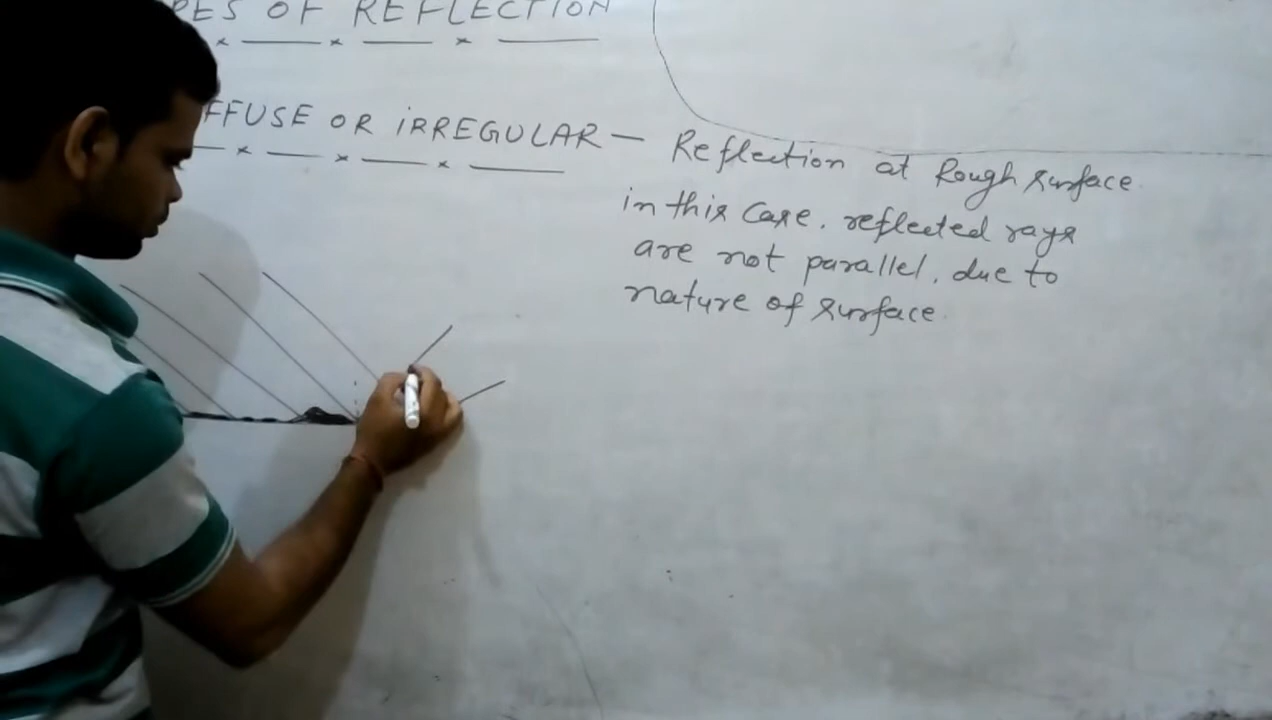 PES OF REFLECTION
FFUSE OR iRREGULAR — Reflection at Rough surface
in this case. reflected rays
are not parallel. due to
nature of surface.